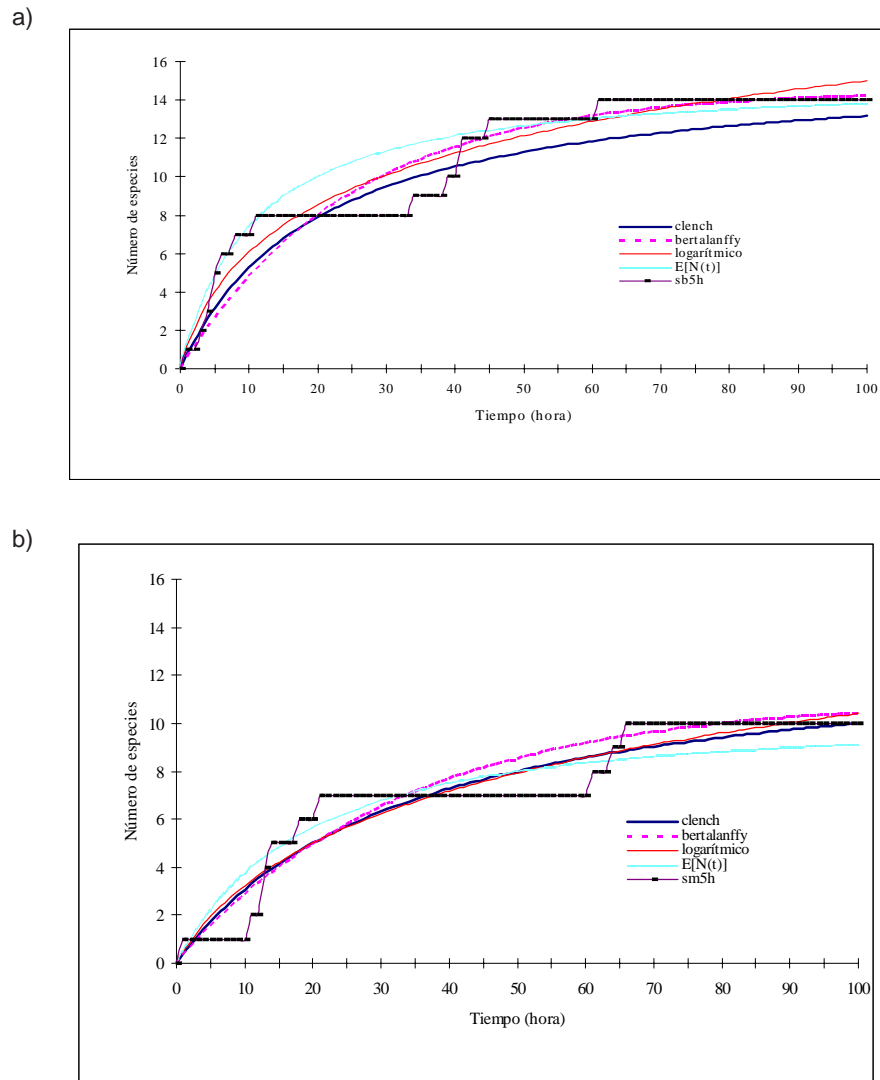 a)
16
14
12
10
8
6
4
2
0
Número de especies
0 10 20 30 40 50 60 70 80 90 100
Tiempo (hora)
clench
bertalanffy
logarítmico
E[N(t)]
sb5h
b)
16
14
12
10
8
6
4
2
0
Número de especies
0 10 20 30 40 50 60 70 80 90 100
Tiempo (hora)
clench
bertalanffy
logarítmico
E[N(t)]
sm5h